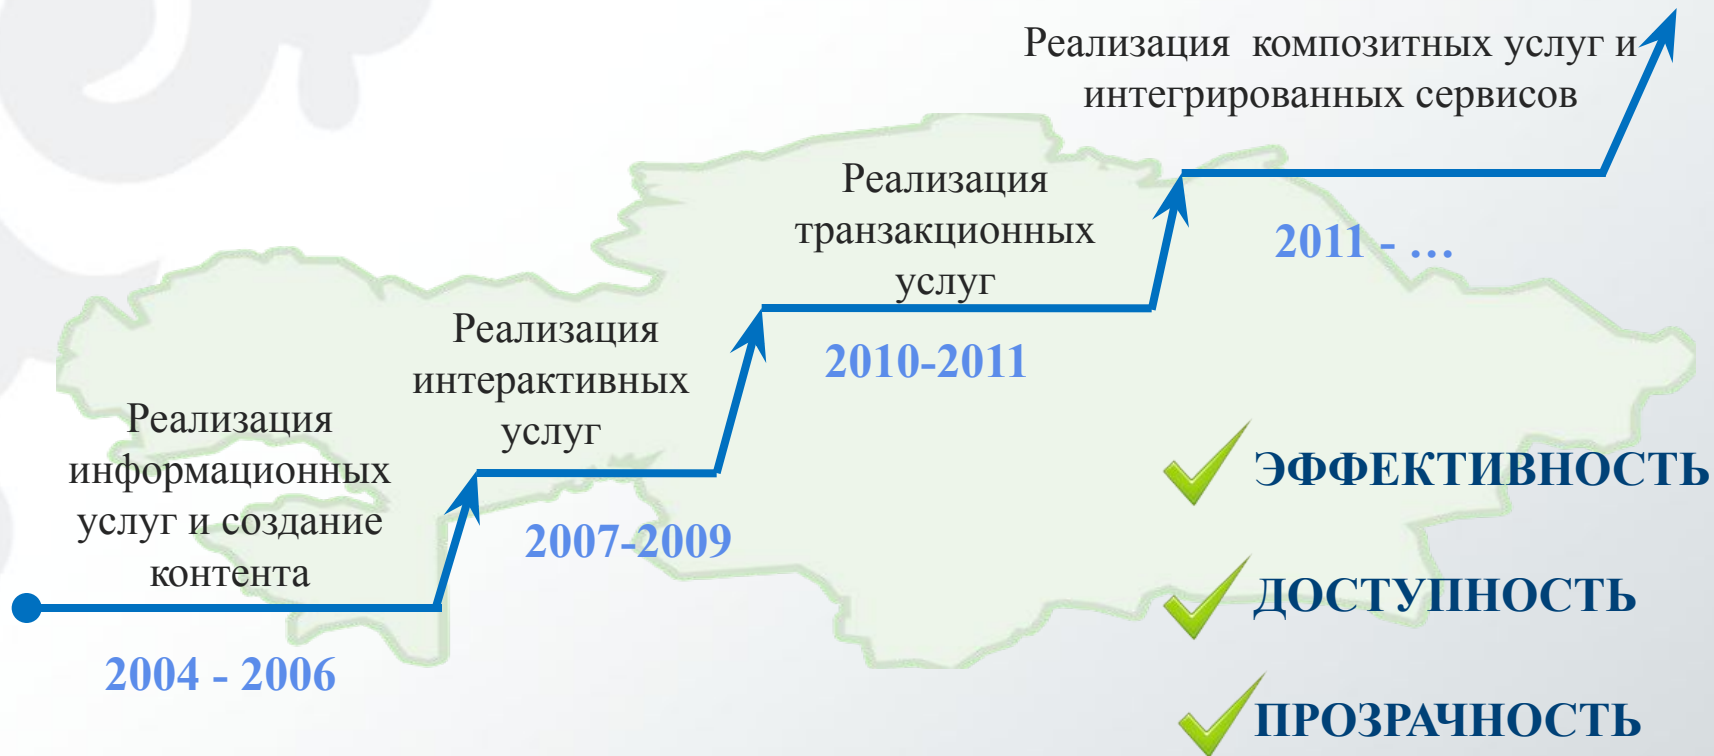 Реализация
информационных
услуг и создание
контента
2004 - 2006
Реализация
интерактивных
услуг
2007-2009
Реализация
транзакционных
услуг
2010-2011
Реализация композитных услуг и
интегрированных сервисов
2011 - …
ЭФФЕКТИВНОСТЬ
ДОСТУПНОСТЬ
ПРОЗРАЧНОСТЬ